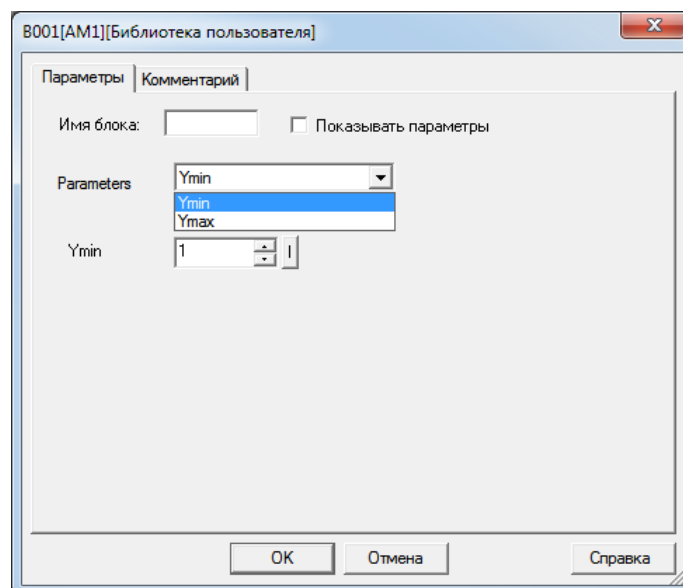 B001[AM1][Библиотека пользователя]
Параметры Комментарий
Имя блока: Показывать параметры
Parameters Ymin
Ymin
Ymax
Ymin 1 I
OK Отмена Справка